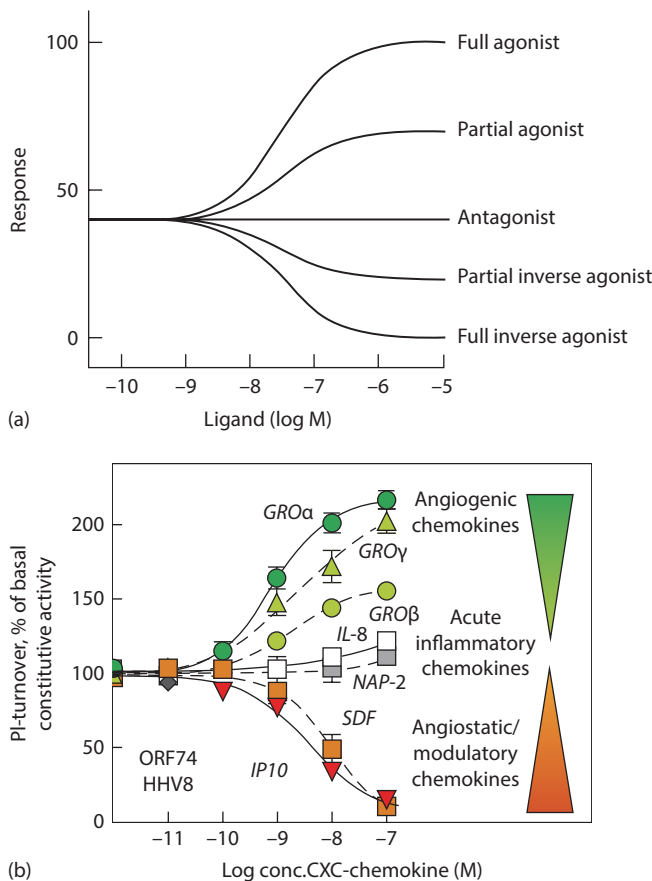 100
Full agonist
Partial agonist
Response
50
Antagonist
Partial inverse agonist
0
Full inverse agonist
−10 −9 −8 −7 −6 −5
(a)
Ligand (log M)
GROα
Angiogenic
chemokines
200
GROγ
PI-turnover, % of basal
constitutive activity
150
GROβ
Acute
inflammatory
chemokines
IL-8
100
NAP-2
SDF
Angiostatic/
modulatory
chemokines
50
ORF74
HHV8
IP10
0
−11 −10 −9 −8 −7
(b)
Log conc.CXC-chemokine (M)